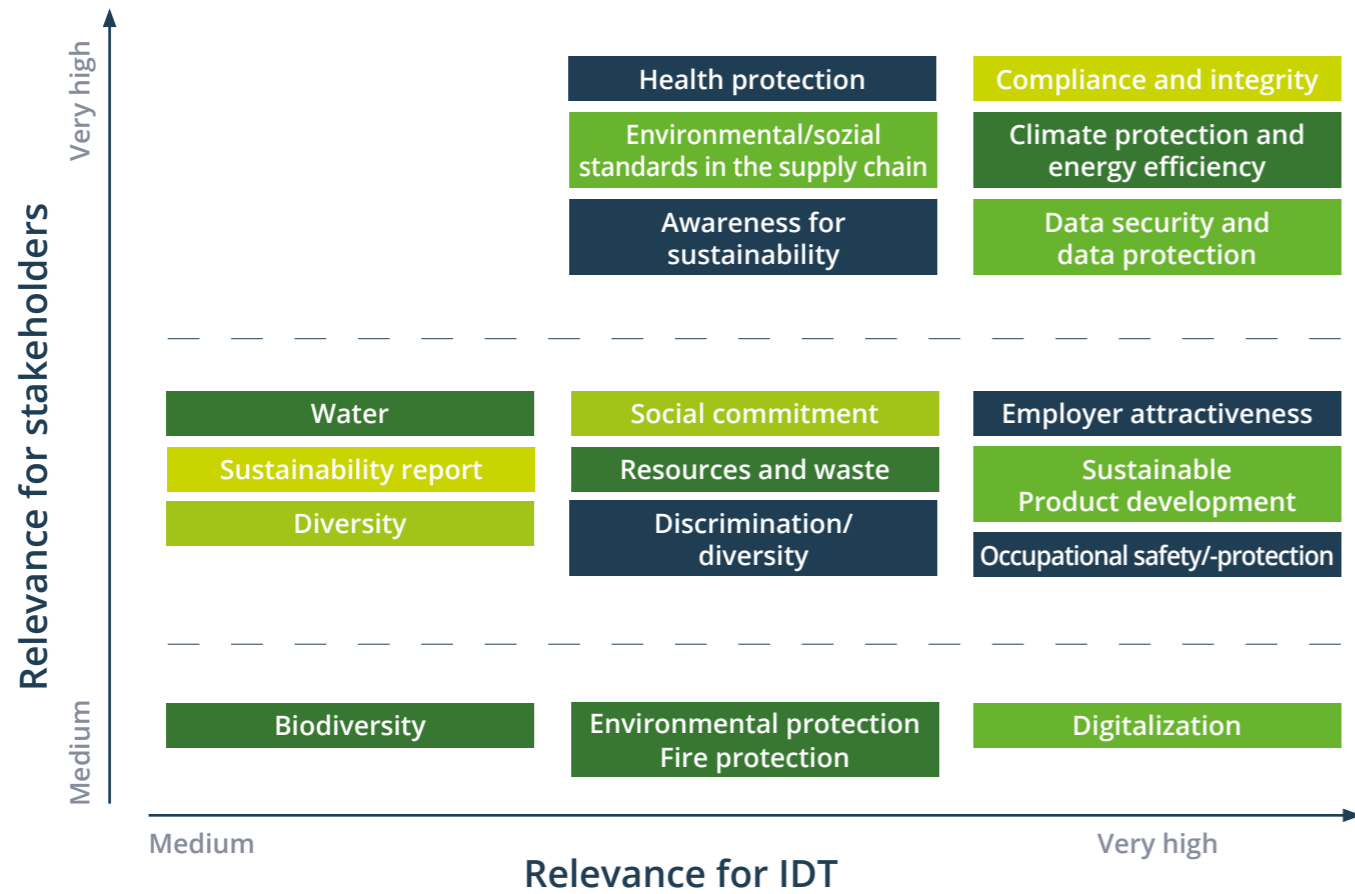 Relevance for stakeholders
Very high
Medium
Health protection
Compliance and integrity
Environmental/sozial
standards in the supply chain
Climate protection and
energy efficiency
Awareness for
sustainability
Data security and
data protection
Water
Social commitment
Employer attractiveness
Sustainability report
Resources and waste
Sustainable
Product development
Diversity
Discrimination/
diversity
Occupational safety/-protection
Biodiversity
Environmental protection
Fire protection
Digitalization
Medium
Very high
Relevance for IDT